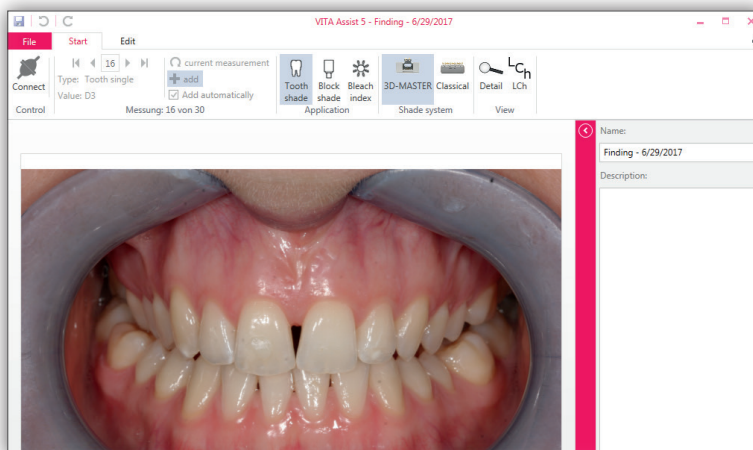 VITA Assist 5 - Finding - 6/29/2017
File Start Edit
Connect
Control
16
Type: Tooth single
Value: D3
current measurement
add
Add automatically
Messung: 16 von 30
Tooth shade
Block shade
Bleach index
Application
3D-MASTER Classical
Shade system
Detail
LCh
LCh
View
Name:
Finding - 6/29/2017
Description: